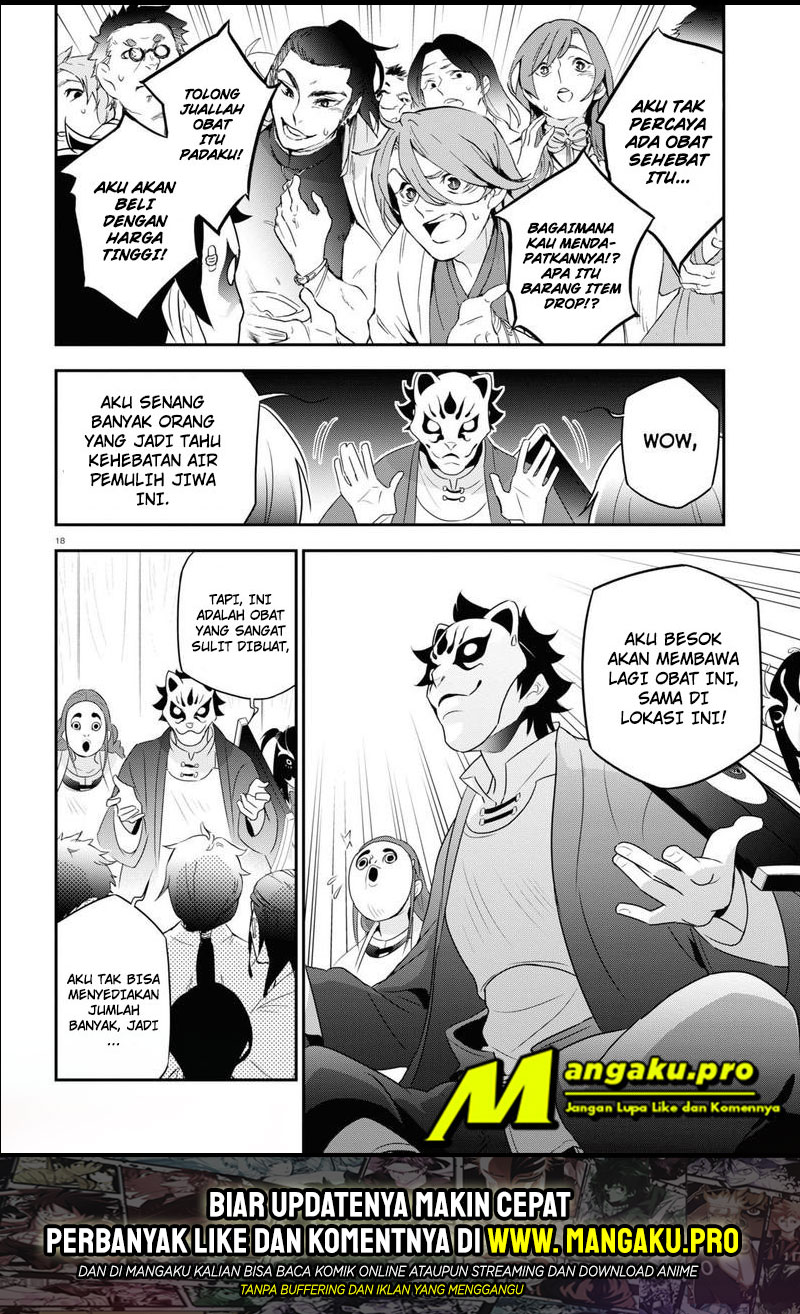 AKU TAK
PERCAYA
ADA OBAT
SEHEBAT
ITU...
BAGAIMANA
KAU MENDA-
PATKANNYA!?
APA ITU
BARANG ITEM
DROP!?
TOLONG
JUALLAH
OBAT
ITU
PADAKU!
AKU AKAN
BELI
DENGAN
HARGA
TINGGI!
WOW,
AKU SENANG
BANYAK ORANG
YANG JADI TAHU
KEHEBATAN AIR
PEMULIH JIWA
INI.
18
AKU BESOK
AKAN MEMBAWA
LAGI OBAT INI,
SAMA DI
LOKASI INI!
TAPI, INI
ADALAH OBAT
YANG SANGAT
SULIT DIBUAT,
AKU TAK BISA
MENYEDIAKAN
JUMLAH
BANYAK, JADI
...
Mangaku.pro
Jangan Lupa Like dan Komennya
BIAR UPDATENYA MAKIN CEPAT
PERBANYAK LIKE DAN KOMENTNYA DI WWW. MANGAKU.PRO
DAN DI MANGAKU KALIAN BISA BACA KOMIK ONLINE ATAUPUN STREAMING DAN DOWNLOAD ANIME
TANPA BUFFERING DAN IKLAN YANG MENGGANGU